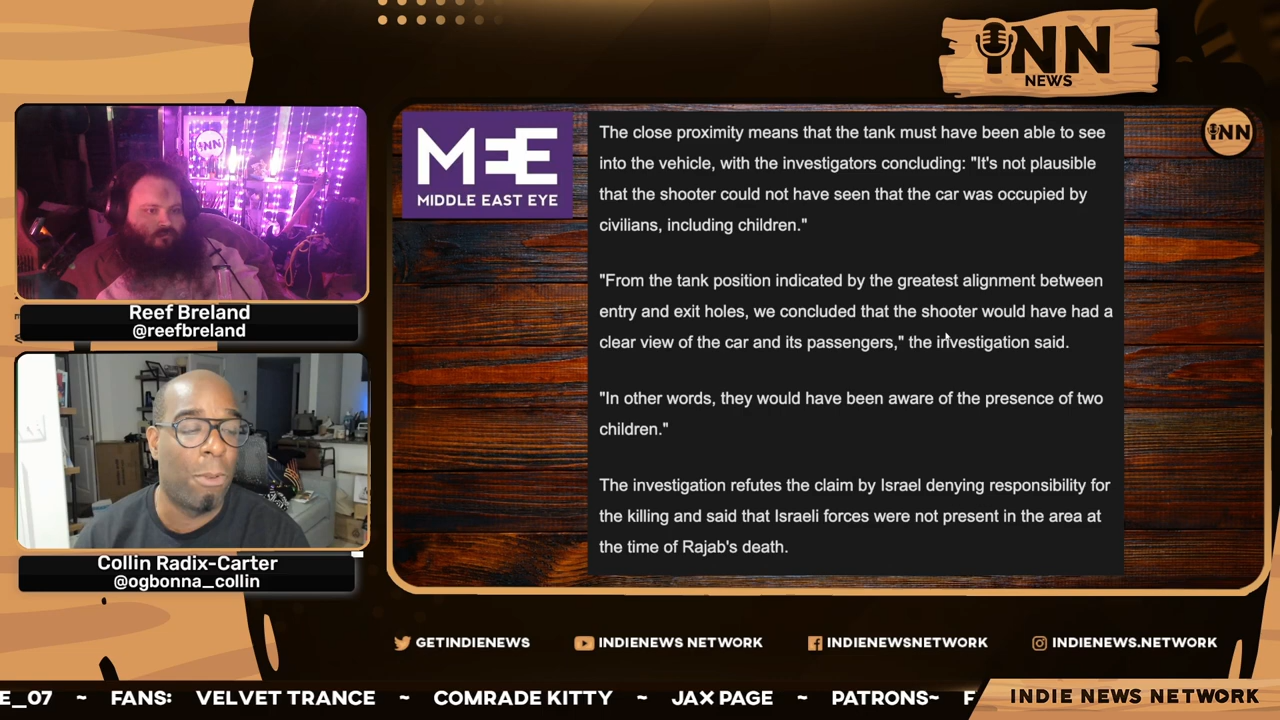 INN
NEWS
INN
MEE
MIDDLE EAST EYE
The close proximity means that the tank must have been able to see
into the vehicle, with the investigators concluding: "It's not plausible
that the shooter could not have seen that the car was occupied by
civilians, including children."
"From the tank position indicated by the greatest alignment between
entry and exit holes, we concluded that the shooter would have had a
clear view of the car and its passengers," the investigation said.
"In other words, they would have been aware of the presence of two
children."
The investigation refutes the claim by Israel denying responsibility for
the killing and said that Israeli forces were not present in the area at
the time of Rajab's death.
INN
Reef Breland
@reefbreland
Collin Radix-Carter
@ogbonna_collin
GETINDIENEWS
INDIENEWS NETWORK
INDIENEWSNETWORK
INDIENEWS.NETWORK
E_07 ~ FANS: VELVET TRANCE ~ COMRADE KITTY ~ JAX PAGE ~ PATRONS~ F
INDIE NEWS NETWORK